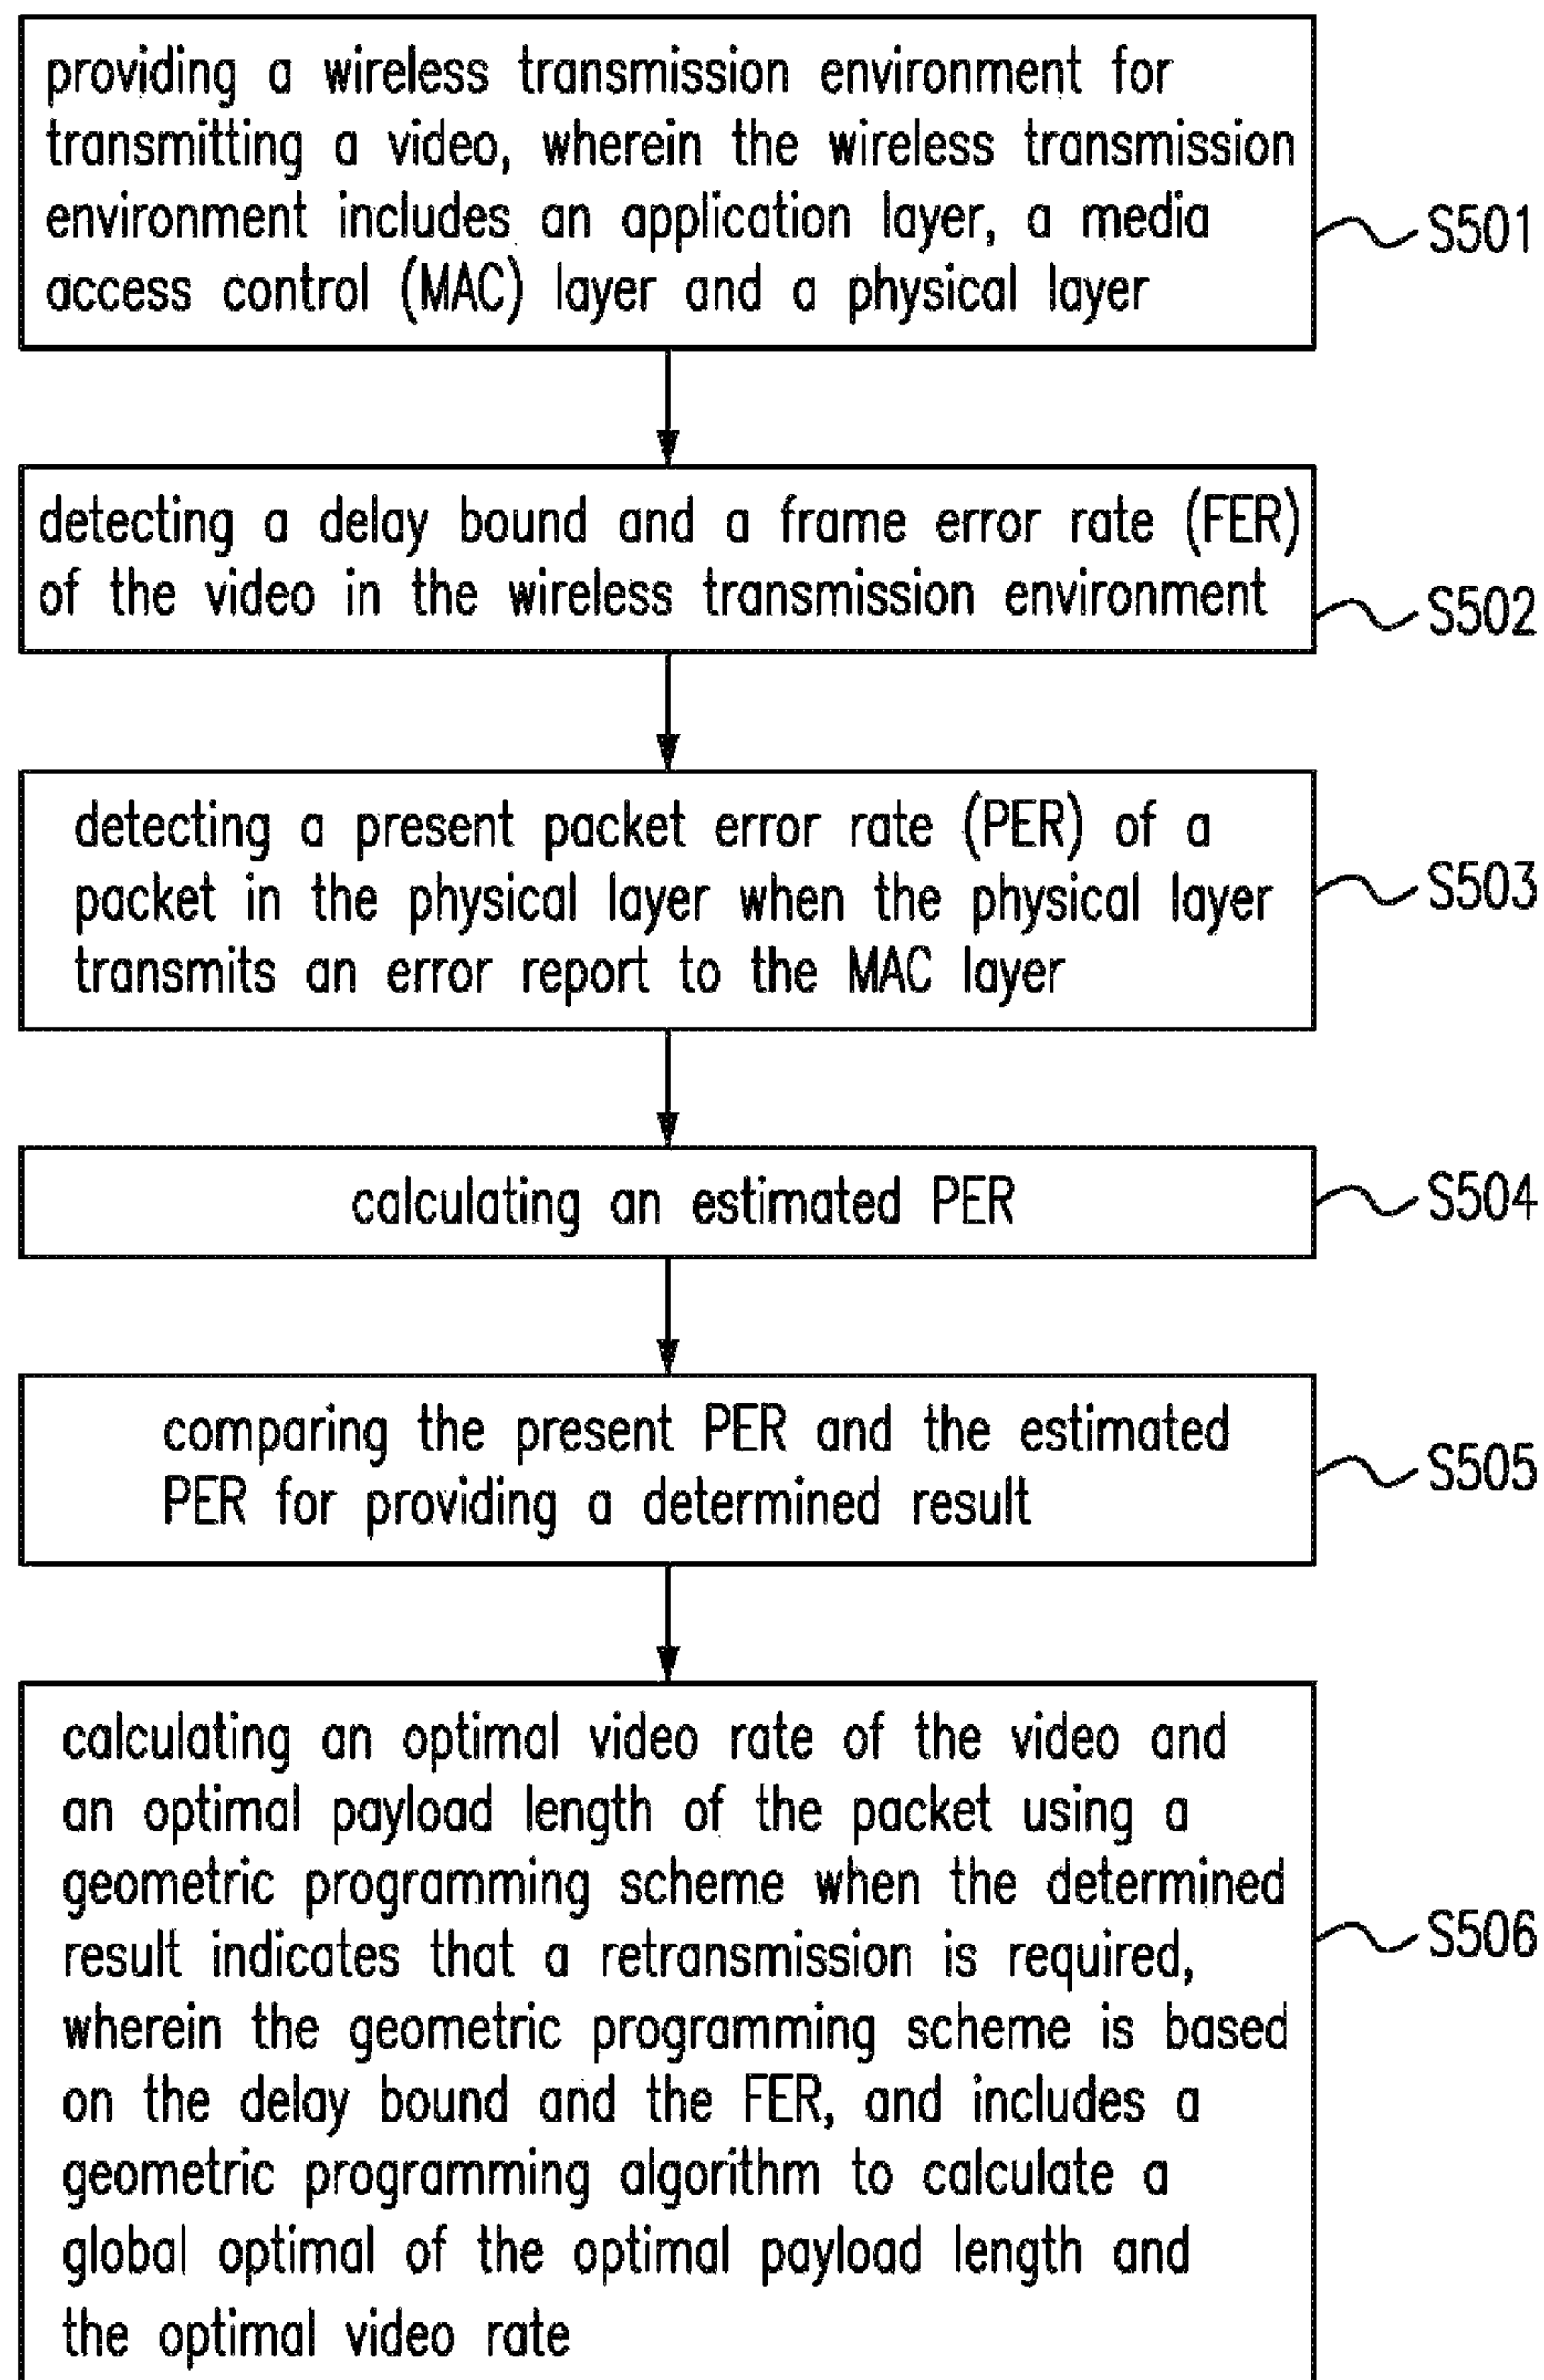 providing a wireless transmission environment for
transmitting a video, wherein the wireless transmission
environment includes an application layer, a media
access control (MAC) layer and a physical layer
S501
detecting a delay bound and a frame error rate (FER)
of the video in the wireless transmission environment
S502
detecting a present packet error rate (PER) of a
packet in the physical layer when the physical layer
transmits an error report to the MAC layer
S503
calculating an estimated PER
S504
comparing the present PER and the estimated
PER for providing a determined result
S505
calculating an optimal video rate of the video and
an optimal payload length of the packet using a
geometric programming scheme when the determined
result indicates that a retransmission is required,
wherein the geometric programming scheme is based
on the delay bound and the FER, and includes a
geometric programming algorithm to calculate a
global optimal of the optimal payload length and
the optimal video rate
S506